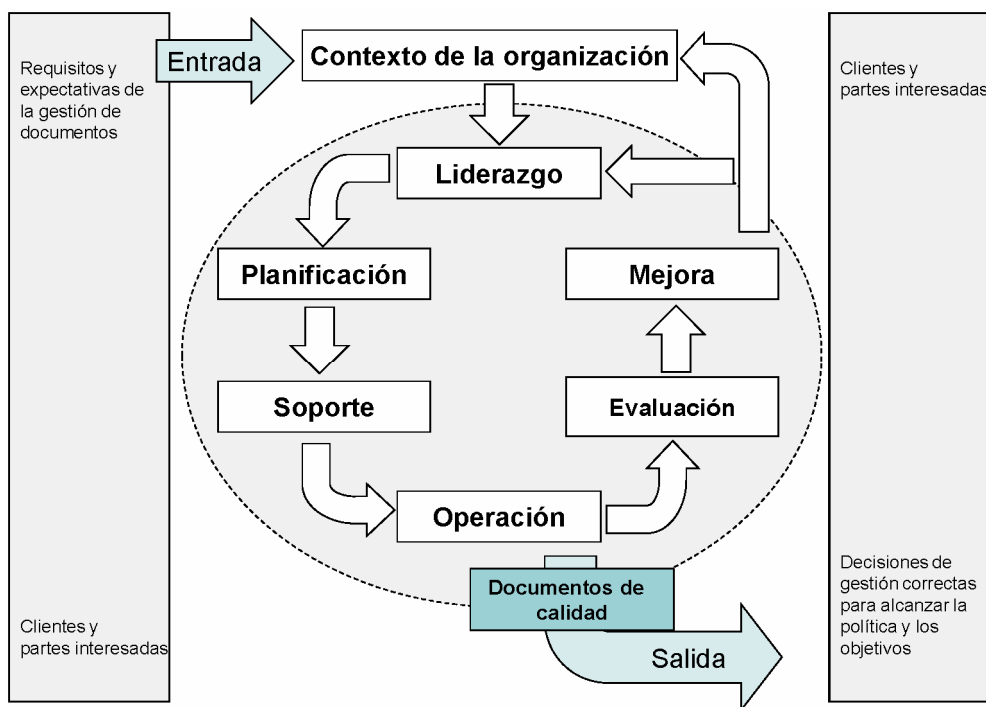 Requisitos y
expectativas de
la gestión de
documentos
Clientes y
partes interesadas
Entrada
Contexto de la organización
Liderazgo
Planificación
Mejora
Soporte
Evaluación
Operación
Documentos de
calidad
Salida
Clientes y
partes interesadas
Decisiones de
gestión correctas
para alcanzar la
política y los
objetivos